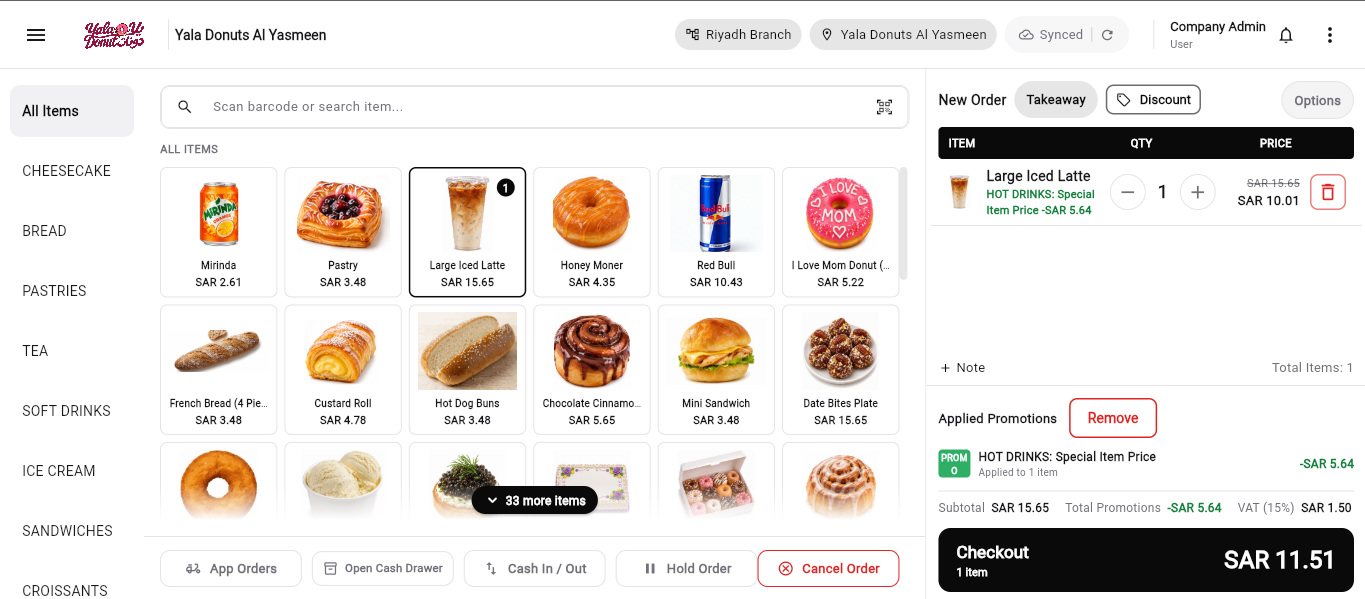 Yala Donuts Al Yasmeen
Riyadh Branch
Yala Donuts Al Yasmeen
Synced
Company Admin
User
All Items
CHEESECAKE
BREAD
PASTRIES
TEA
SOFT DRINKS
ICE CREAM
SANDWICHES
CROISSANTS
Scan barcode or search item...
ALL ITEMS
MIRINDA
Mirinda
SAR 2.61
Pastry
SAR 3.48
1
Large Iced Latte
SAR 15.65
Honey Moner
SAR 4.35
Red Bull
Red Bull
SAR 10.43
I LOVE
MOM
I Love Mom Donut (...
SAR 5.22
French Bread (4 Pie...
SAR 3.48
Custard Roll
SAR 4.78
Hot Dog Buns
SAR 3.48
Chocolate Cinnamo...
SAR 5.65
Mini Sandwich
SAR 3.48
Date Bites Plate
SAR 15.65
33 more items
App Orders
Open Cash Drawer
Cash In / Out
Hold Order
Cancel Order
New Order
Takeaway
Discount
Options
ITEM QTY PRICE
Large Iced Latte
HOT DRINKS: Special
Item Price -SAR 5.64
1
SAR 15.65
SAR 10.01
+ Note
Total Items: 1
Applied Promotions
Remove
PROM
O
HOT DRINKS: Special Item Price
Applied to 1 item
-SAR 5.64
Subtotal SAR 15.65 Total Promotions -SAR 5.64 VAT (15%) SAR 1.50
Checkout
1 item
SAR 11.51